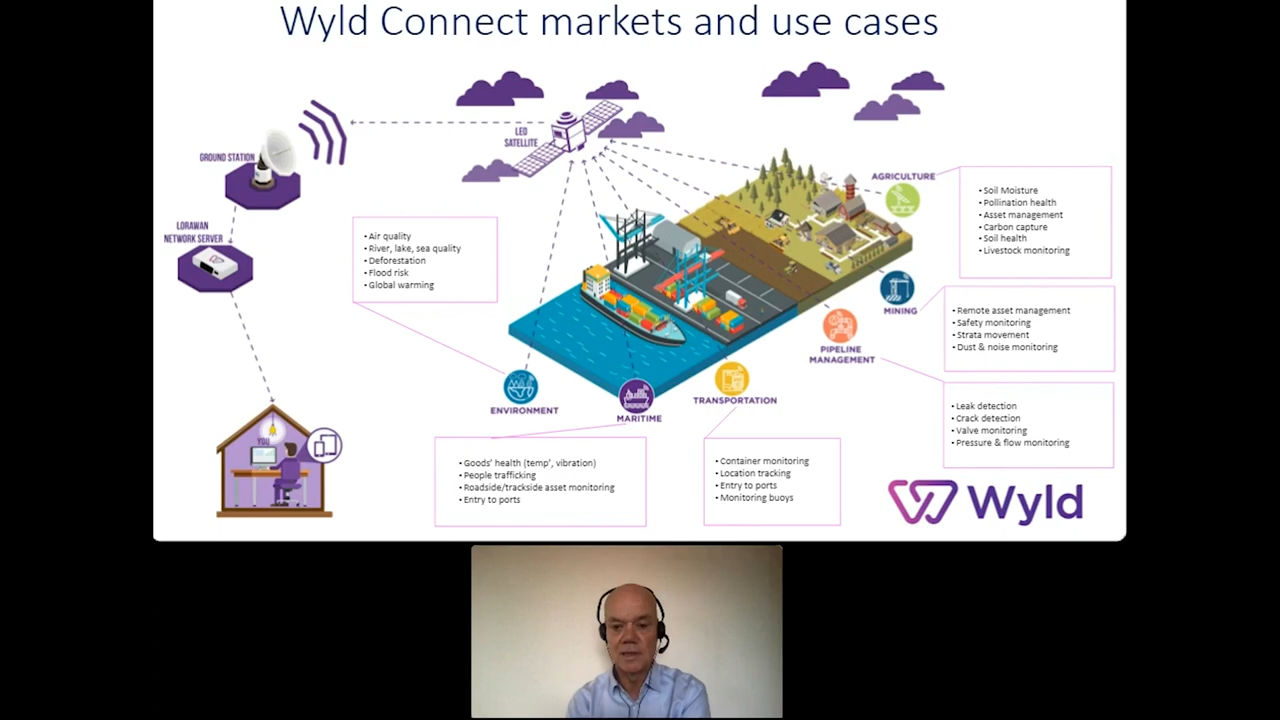 Wyld Connect markets and use cases
LEO
SATELLITE
GROUND STATION
LORAWAN
NETWORK SERVER
YOU
• Air quality
• River, lake, sea quality
• Deforestation
• Flood risk
• Global warming
AGRICULTURE
• Soil Moisture
• Pollination health
• Asset management
• Carbon capture
• Soil health
• Livestock monitoring
MINING
• Remote asset management
• Safety monitoring
• Strata movement
• Dust & noise monitoring
PIPELINE
MANAGEMENT
• Leak detection
• Crack detection
• Valve monitoring
• Pressure & flow monitoring
ENVIRONMENT
MARITIME
TRANSPORTATION
• Goods' health (temp', vibration)
• People trafficking
• Roadside/trackside asset monitoring
• Entry to ports
• Container monitoring
• Location tracking
• Entry to ports
• Monitoring buoys
Wyld